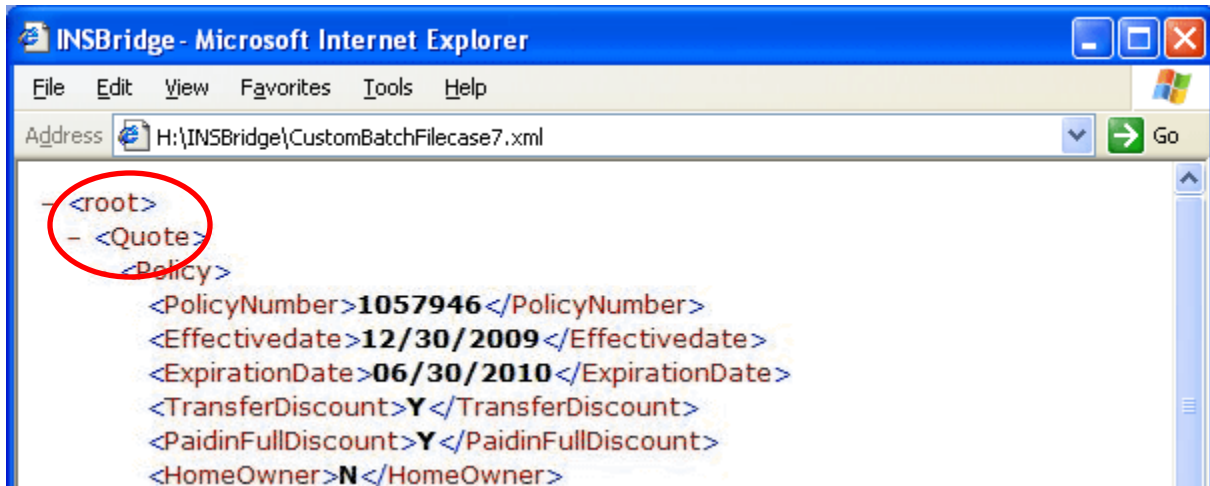 INSBridge - Microsoft Internet Explorer
File Edit View Favorites Tools Help
Address H:\INSBridge\CustomBatchFilecase7.xml Go
– <root>
– <Quote>
<Policy>
<PolicyNumber>1057946</PolicyNumber>
<Effectivedate>12/30/2009</Effectivedate>
<ExpirationDate>06/30/2010</ExpirationDate>
<TransferDiscount>Y</TransferDiscount>
<PaidinFullDiscount>Y</PaidinFullDiscount>
<HomeOwner>N</HomeOwner>